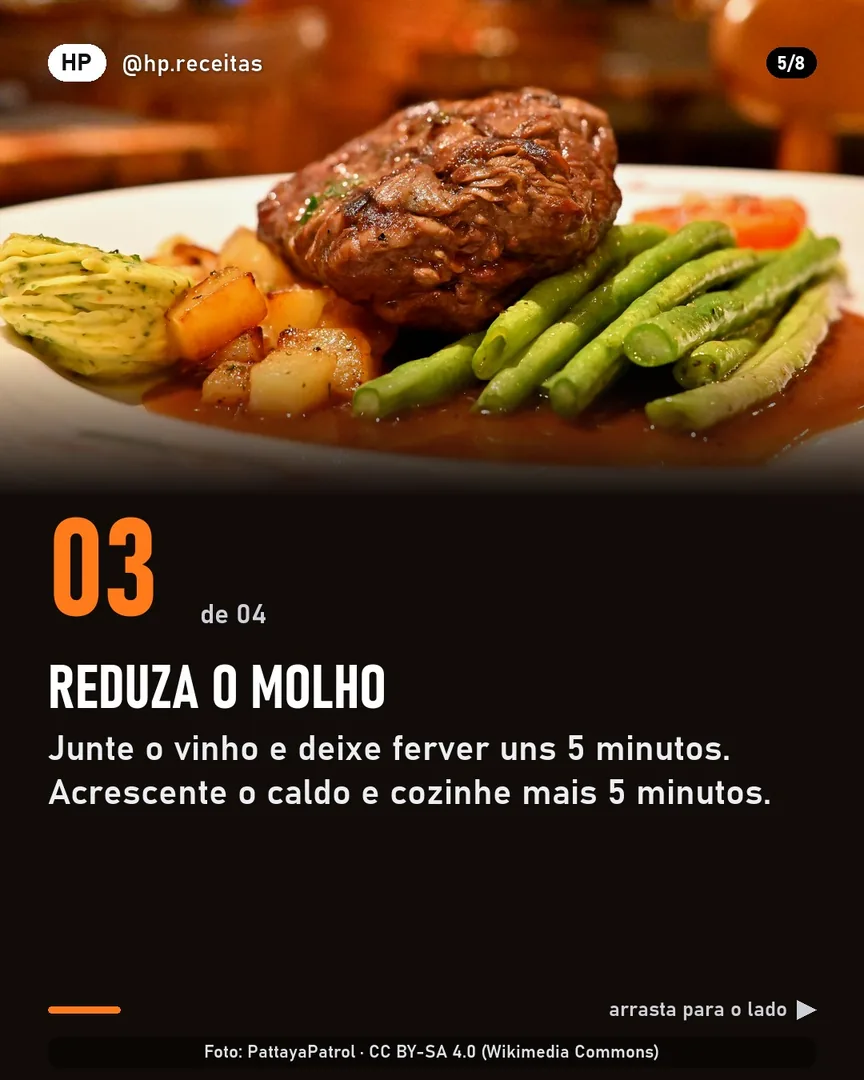 HP @hp.receitas 5/8
03 de 04
REDUZA O MOLHO
Junte o vinho e deixe ferver uns 5 minutos.
Acrescente o caldo e cozinhe mais 5 minutos.
arrasta para o lado ▶
Foto: PattayaPatrol · CC BY-SA 4.0 (Wikimedia Commons)